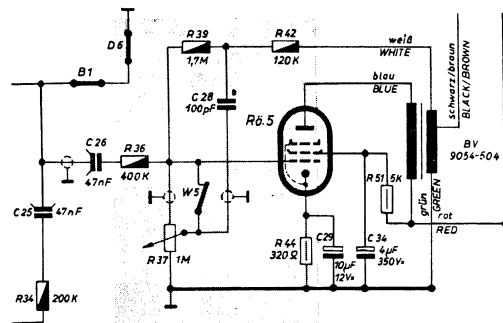 D6
B1
R39
1,7M
R42
120K
weiß
WHITE
blau
BLUE
schwarz/braun
BLACK/BROWN
C28
100pF
Rö.5
C26
47nF
R36
400K
W5
BV
9054-504
R51
5K
grün
GREEN
rot
RED
C25
47nF
R37
1M
R44
320Ω
C29
10µF
12V=
C34
4µF
350V=
R34
200K